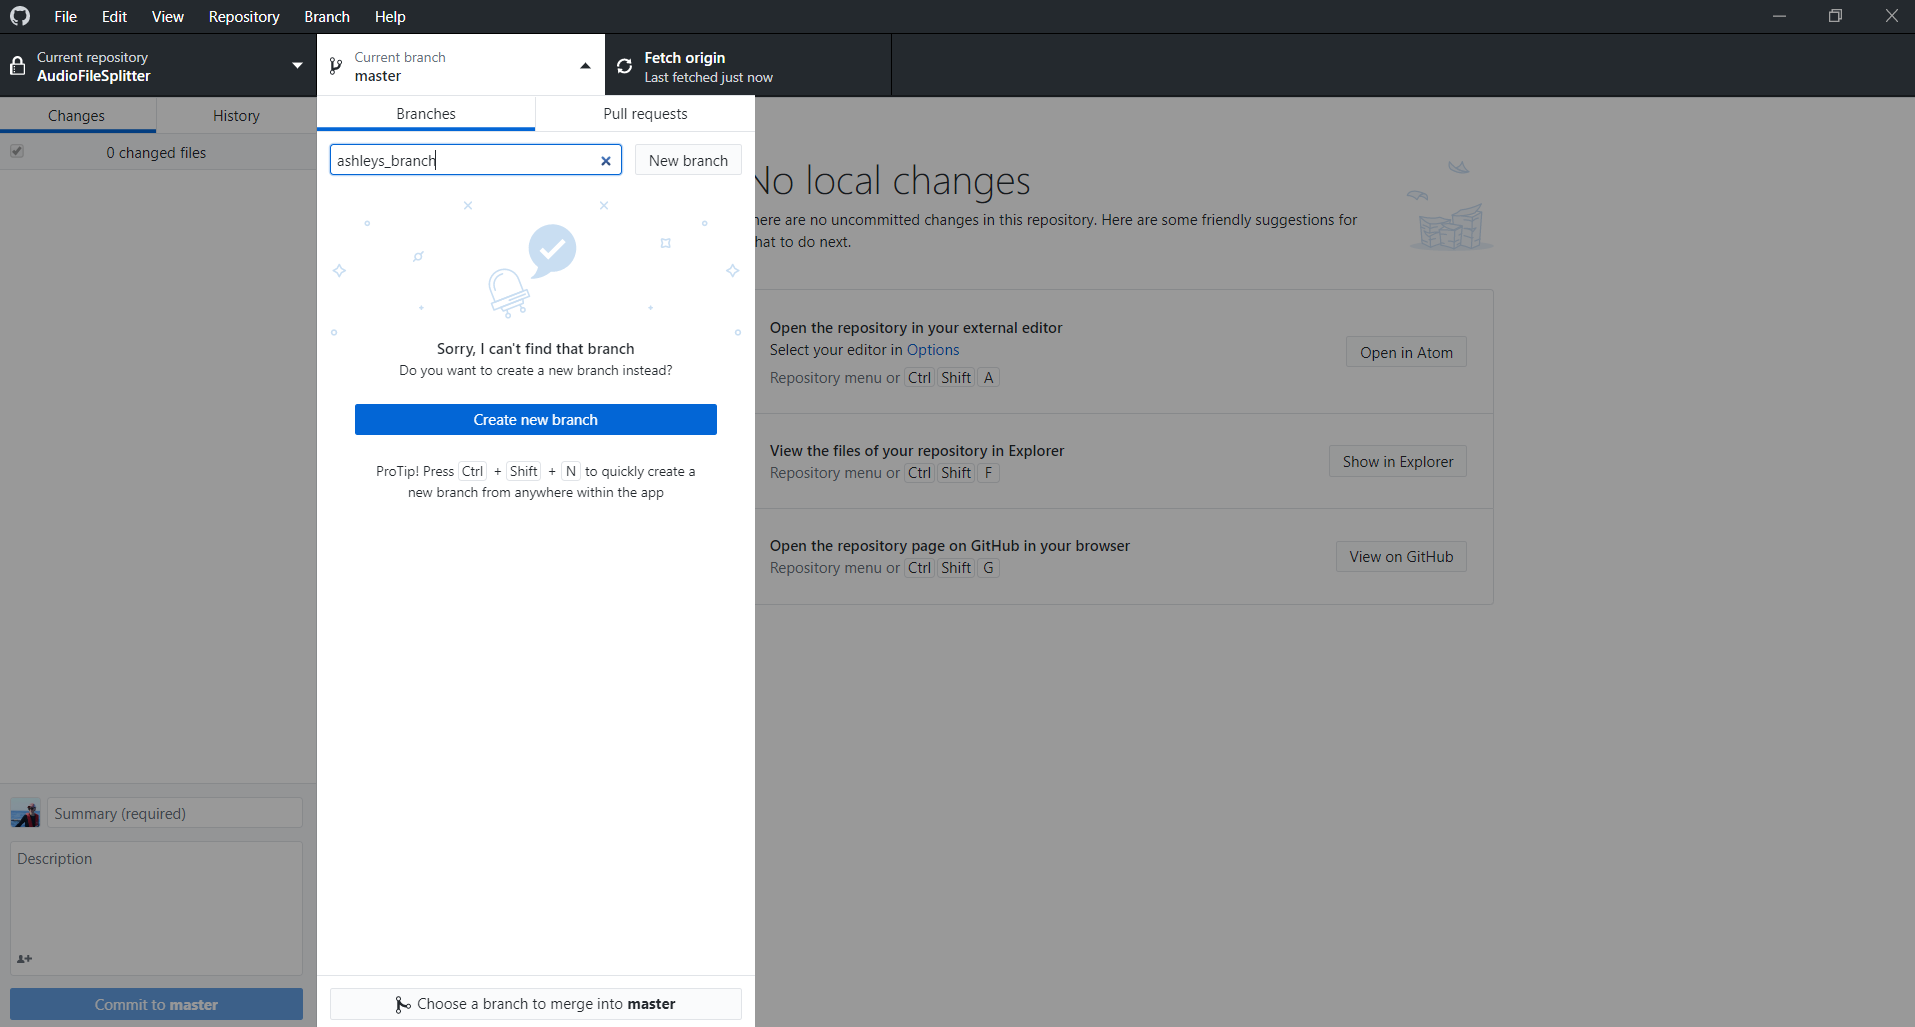 File Edit View Repository Branch Help
Current repository
AudioFileSplitter
Current branch
master
Fetch origin
Last fetched just now
Changes History
0 changed files
Branches Pull requests
ashleys_branch
New branch
Sorry, I can't find that branch
Do you want to create a new branch instead?
Create new branch
ProTip! Press Ctrl + Shift + N to quickly create a
new branch from anywhere within the app
Choose a branch to merge into master
No local changes
here are no uncommitted changes in this repository. Here are some friendly suggestions for
hat to do next.
Open the repository in your external editor
Select your editor in Options
Repository menu or Ctrl Shift A
Open in Atom
View the files of your repository in Explorer
Repository menu or Ctrl Shift F
Show in Explorer
Open the repository page on GitHub in your browser
Repository menu or Ctrl Shift G
View on GitHub
Summary (required)
Description
Commit to master